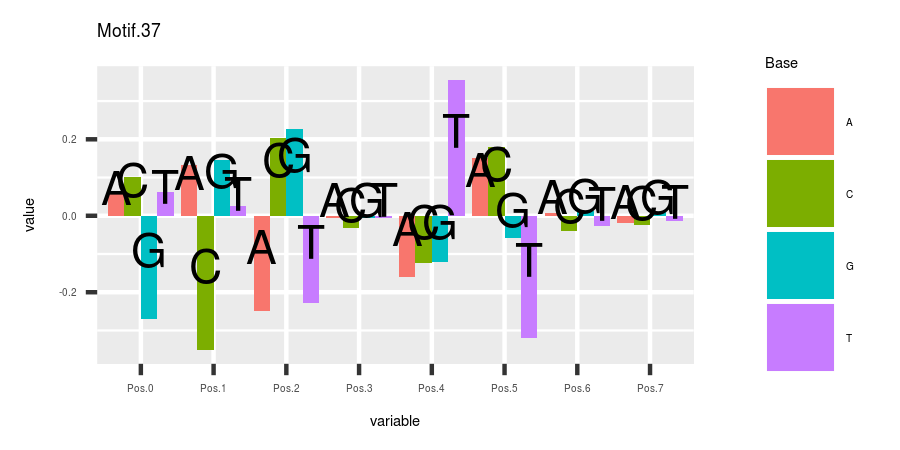 Motif.37
value
0.2
0.0
-0.2
A C G T A C G T A C G T A C G T A C G T A C G T A C G T A C G T
Pos.0 Pos.1 Pos.2 Pos.3 Pos.4 Pos.5 Pos.6 Pos.7
variable
Base
A
C
G
T